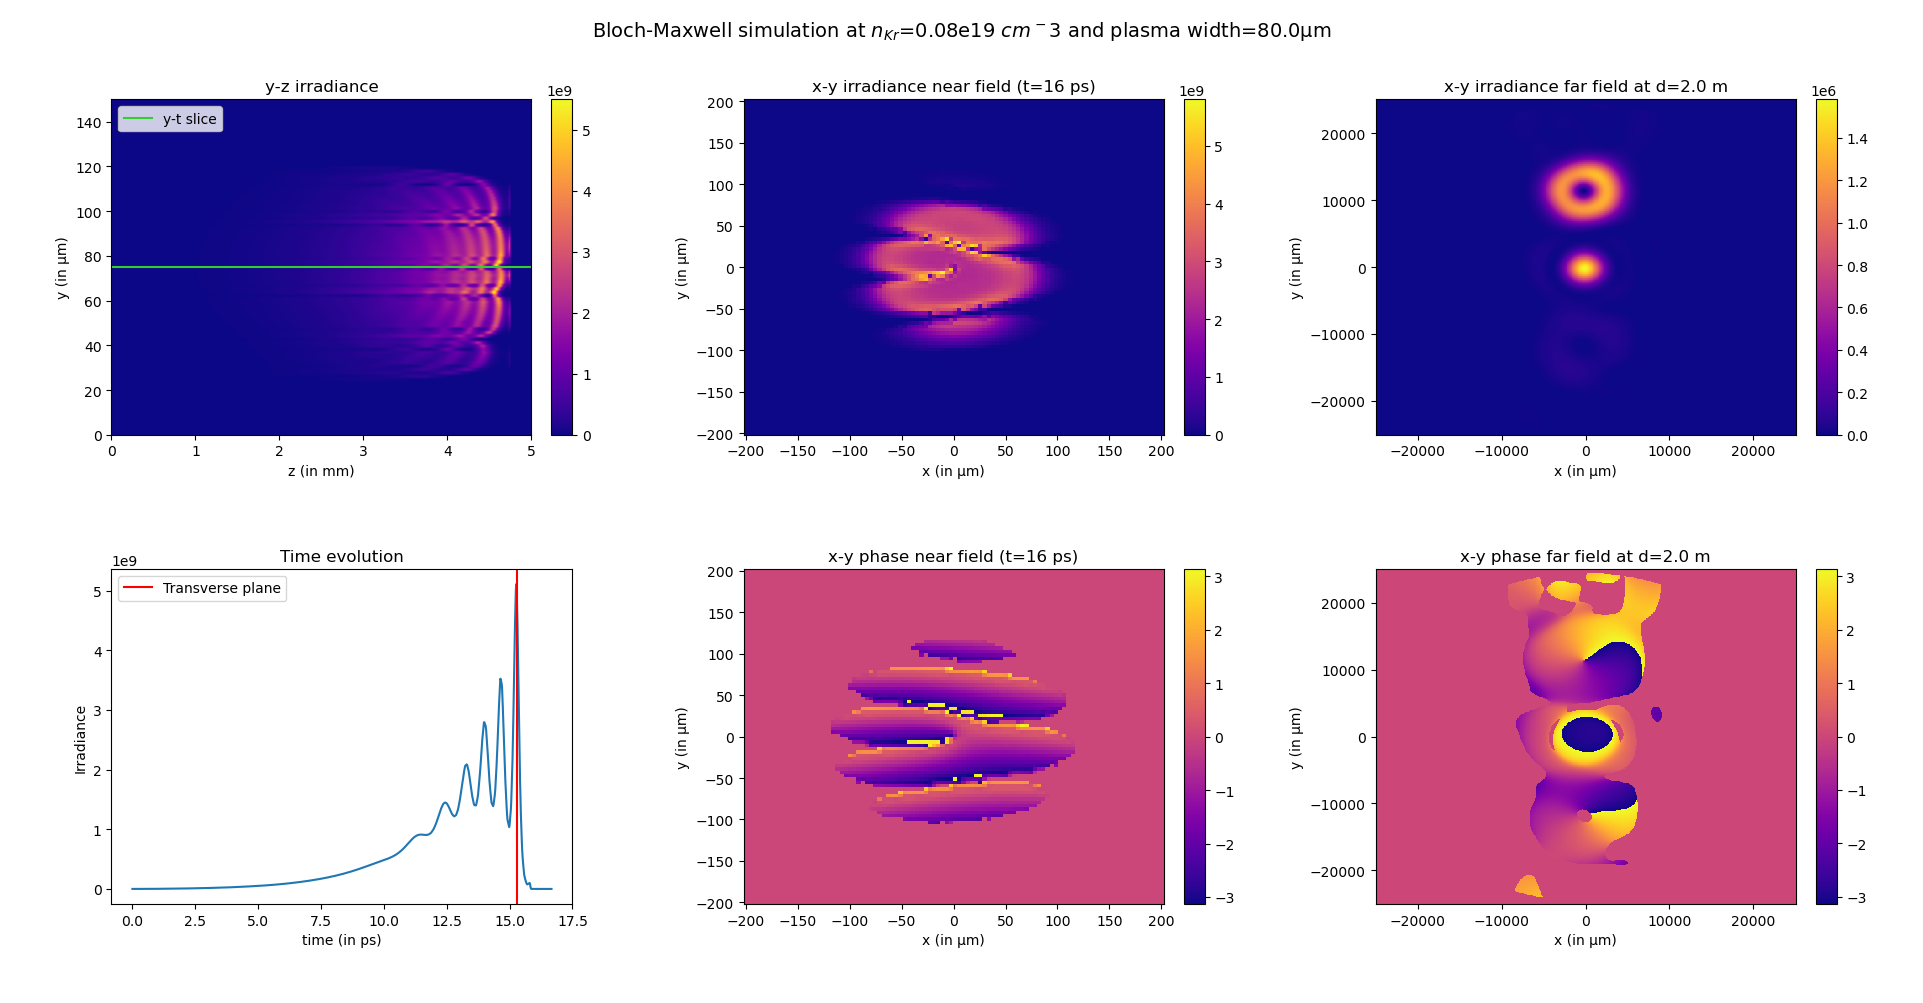 Bloch-Maxwell simulation at n_Kr=0.08e19 cm⁻3 and plasma width=80.0µm
y-z irradiance
1e9
y-t slice
140
120
100
80
60
40
20
0
y (in µm)
0 1 2 3 4 5
z (in mm)
5
4
3
2
1
0
x-y irradiance near field (t=16 ps)
1e9
200
150
100
50
0
−50
−100
−150
−200
y (in µm)
−200 −150 −100 −50 0 50 100 150 200
x (in µm)
5
4
3
2
1
0
x-y irradiance far field at d=2.0 m
1e6
20000
10000
0
−10000
−20000
y (in µm)
−20000 −10000 0 10000 20000
x (in µm)
1.4
1.2
1.0
0.8
0.6
0.4
0.2
0.0
Time evolution
1e9
Transverse plane
5
4
3
2
1
0
Irradiance
0.0 2.5 5.0 7.5 10.0 12.5 15.0 17.5
time (in ps)
x-y phase near field (t=16 ps)
200
150
100
50
0
−50
−100
−150
−200
y (in µm)
−200 −150 −100 −50 0 50 100 150 200
x (in µm)
3
2
1
0
−1
−2
−3
x-y phase far field at d=2.0 m
20000
10000
0
−10000
−20000
y (in µm)
−20000 −10000 0 10000 20000
x (in µm)
3
2
1
0
−1
−2
−3